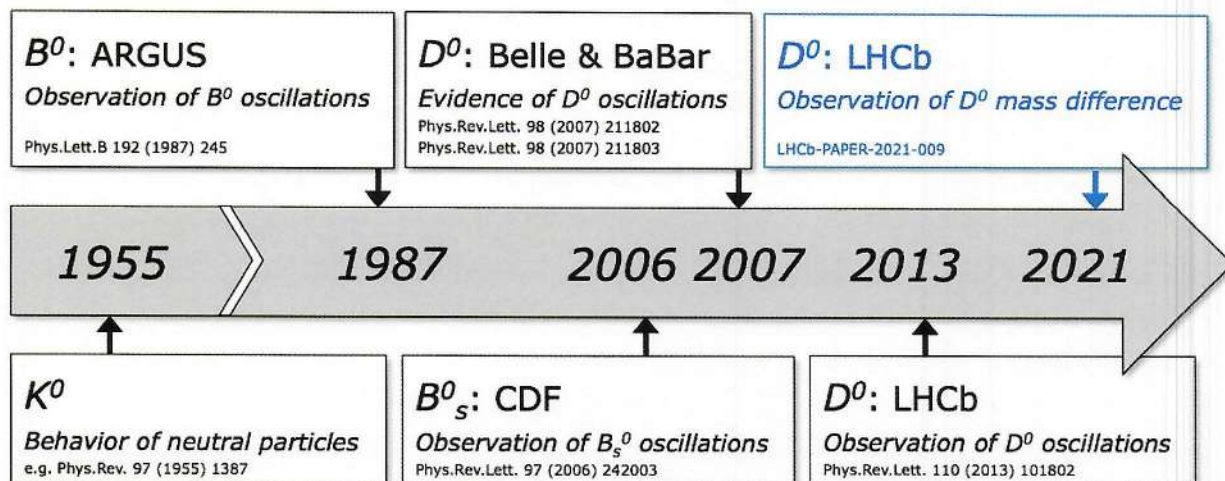 B⁰: ARGUS
Observation of B⁰ oscillations
Phys.Lett.B 192 (1987) 245
D⁰: Belle & BaBar
Evidence of D⁰ oscillations
Phys.Rev.Lett. 98 (2007) 211802
Phys.Rev.Lett. 98 (2007) 211803
D⁰: LHCb
Observation of D⁰ mass difference
LHCb-PAPER-2021-009
1955 1987 2006 2007 2013 2021
K⁰
Behavior of neutral particles
e.g. Phys.Rev. 97 (1955) 1387
B⁰ₛ: CDF
Observation of Bₛ⁰ oscillations
Phys.Rev.Lett. 97 (2006) 242003
D⁰: LHCb
Observation of D⁰ oscillations
Phys.Rev.Lett. 110 (2013) 101802